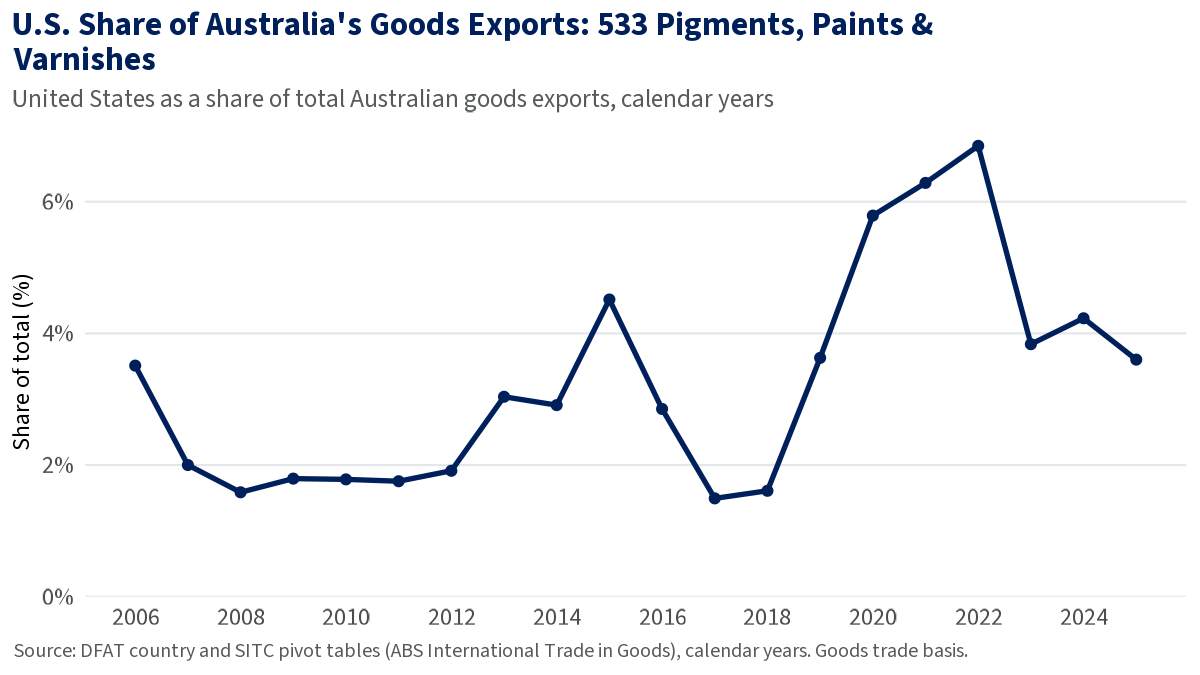 U.S. Share of Australia's Goods Exports: 533 Pigments, Paints &
Varnishes
United States as a share of total Australian goods exports, calendar years
Share of total (%)
6%
4%
2%
0%
2006 2008 2010 2012 2014 2016 2018 2020 2022 2024
Source: DFAT country and SITC pivot tables (ABS International Trade in Goods), calendar years. Goods trade basis.